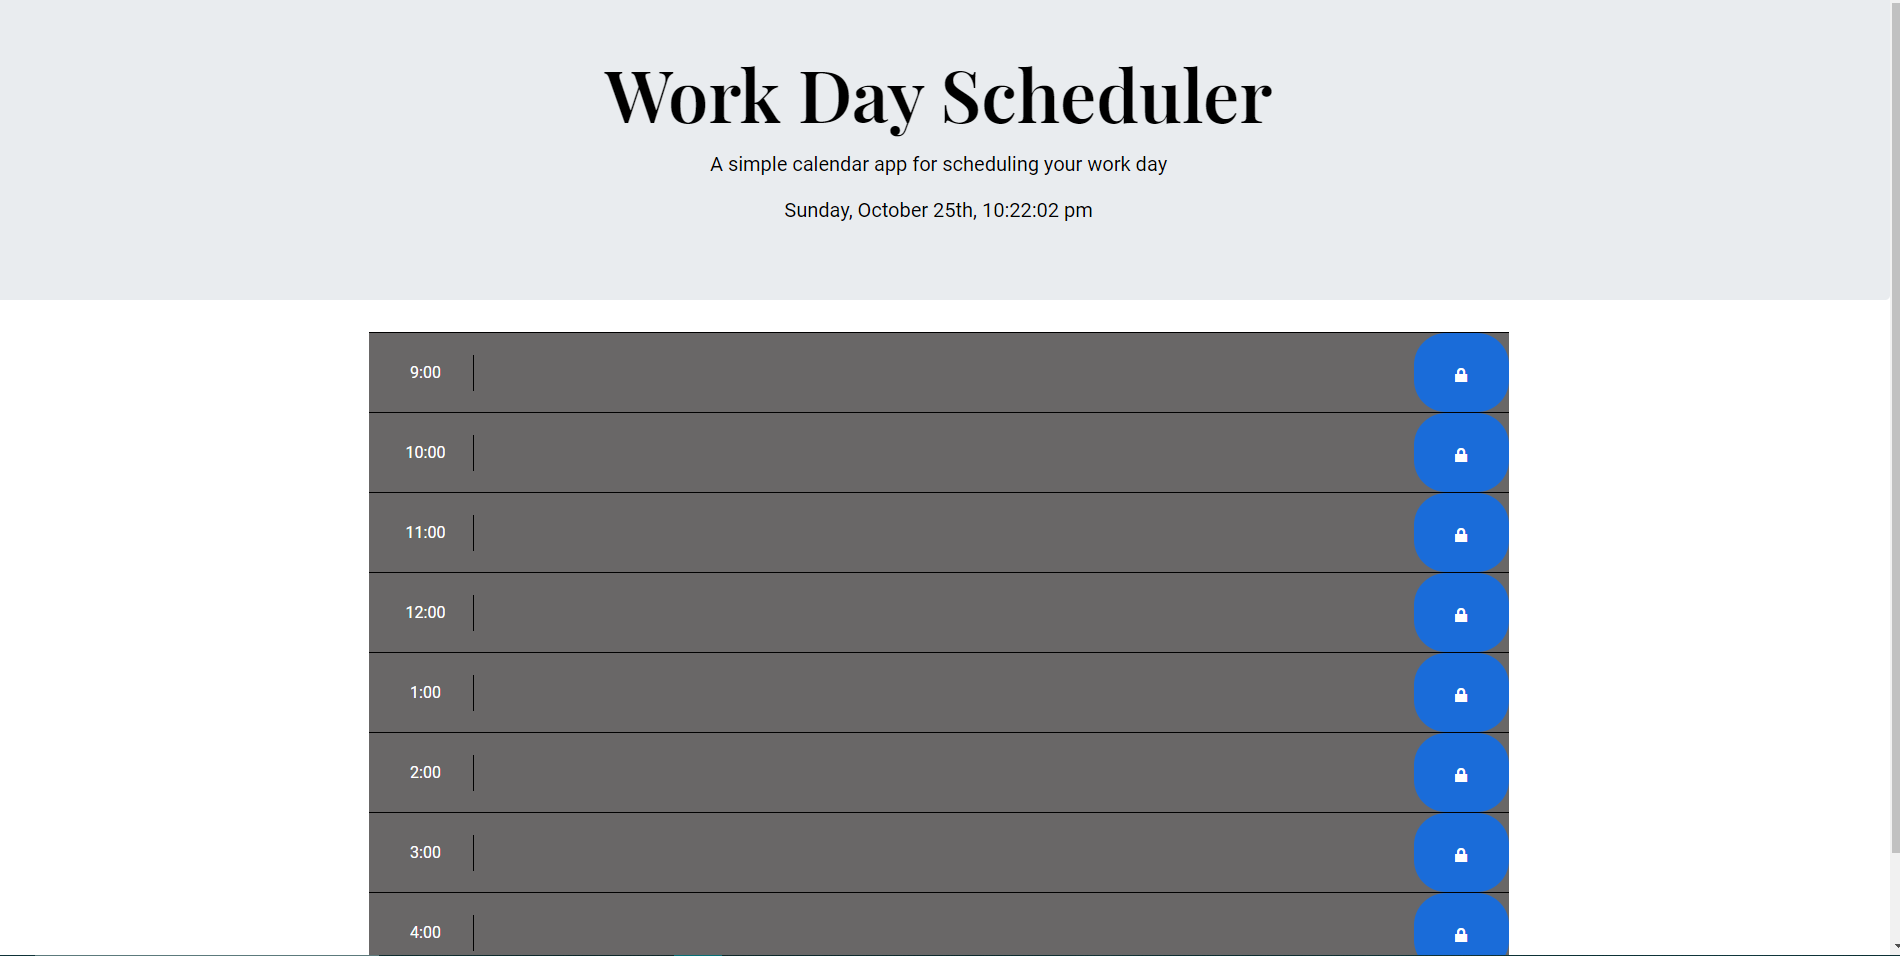 Work Day Scheduler
A simple calendar app for scheduling your work day
Sunday, October 25th, 10:22:02 pm
9:00
10:00
11:00
12:00
1:00
2:00
3:00
4:00